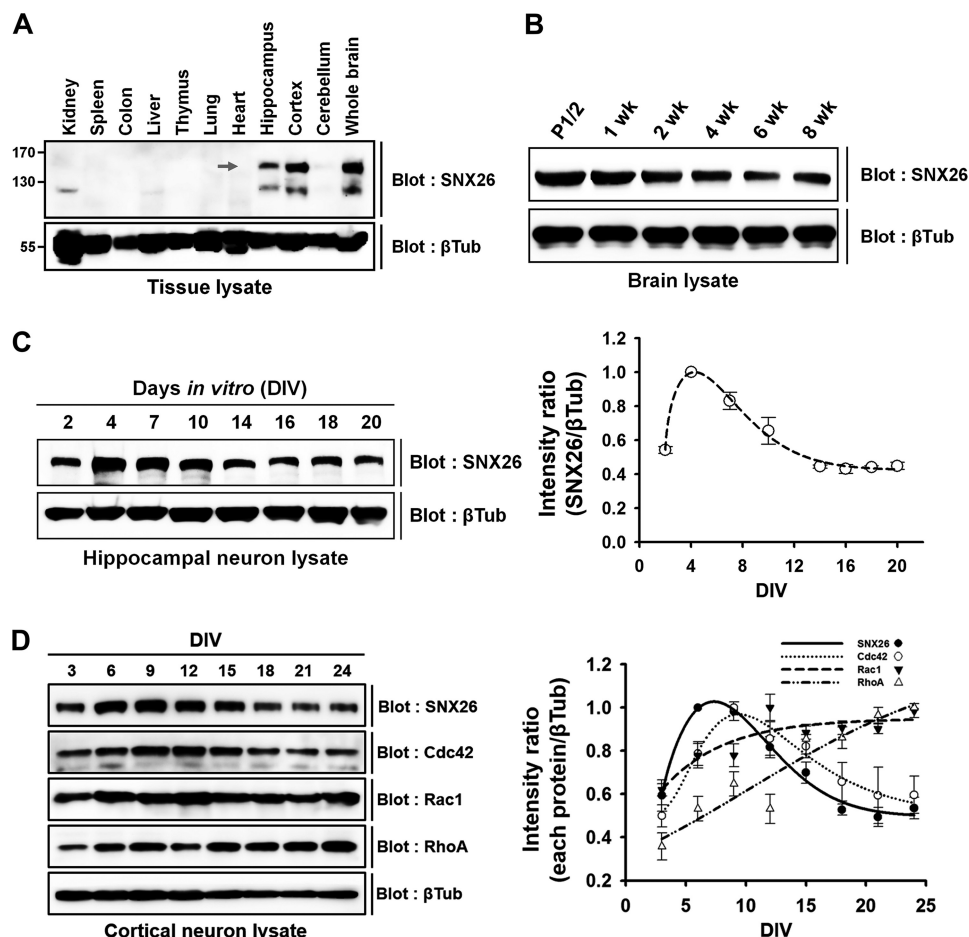 A
Kidney
Spleen
Colon
Liver
Thymus
Lung
Heart
Hippocampus
Cortex
Cerebellum
Whole brain
170
130
Blot : SNX26
55
Blot : βTub
Tissue lysate
B
P1/2
1 wk
2 wk
4 wk
6 wk
8 wk
Blot : SNX26
Blot : βTub
Brain lysate
C
Days in vitro (DIV)
2 4 7 10 14 16 18 20
Blot : SNX26
Blot : βTub
Hippocampal neuron lysate
Intensity ratio
(SNX26/βTub)
1.2
1.0
0.8
0.6
0.4
0.2
0.0
0 4 8 12 16 20
DIV
D
DIV
3 6 9 12 15 18 21 24
Blot : SNX26
Blot : Cdc42
Blot : Rac1
Blot : RhoA
Blot : βTub
Cortical neuron lysate
SNX26
Cdc42
Rac1
RhoA
Intensity ratio
(each protein/βTub)
1.2
1.0
0.8
0.6
0.4
0.2
0 5 10 15 20 25
DIV